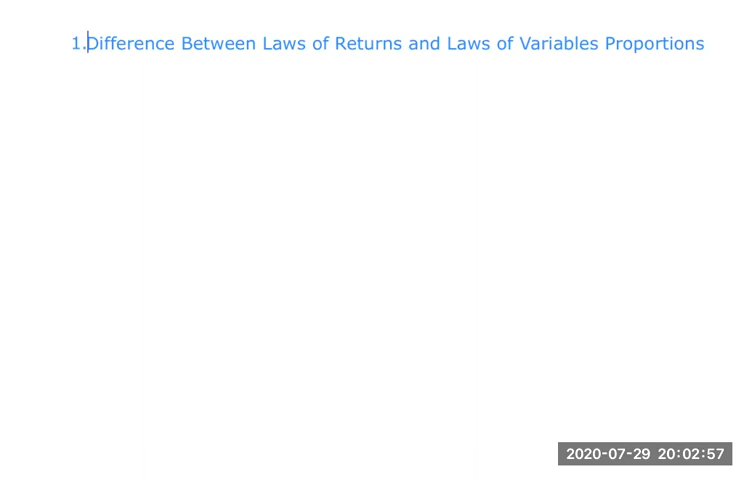 1.Difference Between Laws of Returns and Laws of Variables Proportions
2020-07-29 20:02:57